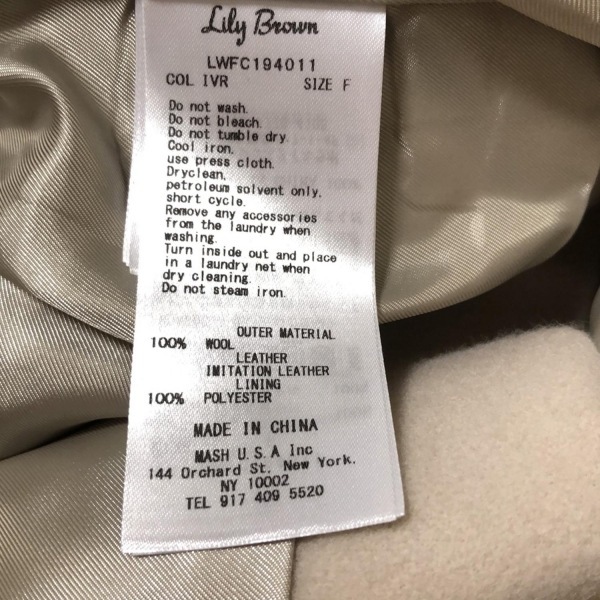 Lily Brown
LWFC194011
COL IVR SIZE F
Do not wash.
Do not bleach.
Do not tumble dry.
Cool iron.
use press cloth.
Dryclean,
petroleum solvent only,
short cycle.
Remove any accessories
from the laundry when
washing.
Turn inside out and place
in a laundry net when
dry cleaning.
Do not steam iron.
OUTER MATERIAL
100% WOOL
LEATHER
IMITATION LEATHER
LINING
100% POLYESTER
MADE IN CHINA
MASH U.S.A Inc
144 Orchard St. New York.
NY 10002
TEL 917 409 5520